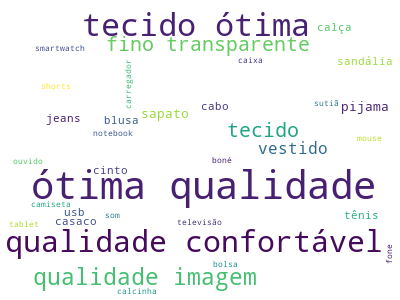 tecido ótima
calça
fino transparente
smartwatch
caixa
sandália
carregador
shorts
sutiã
pijama
cabo
sapato
jeans
blusa
tecido
notebook
mouse
vestido
ouvido
boné
cinto
ótima qualidade
camiseta
usb
som
tênis
casaco
televisão
tablet
qualidade confortável
fone
bolsa
qualidade imagem
calcinha